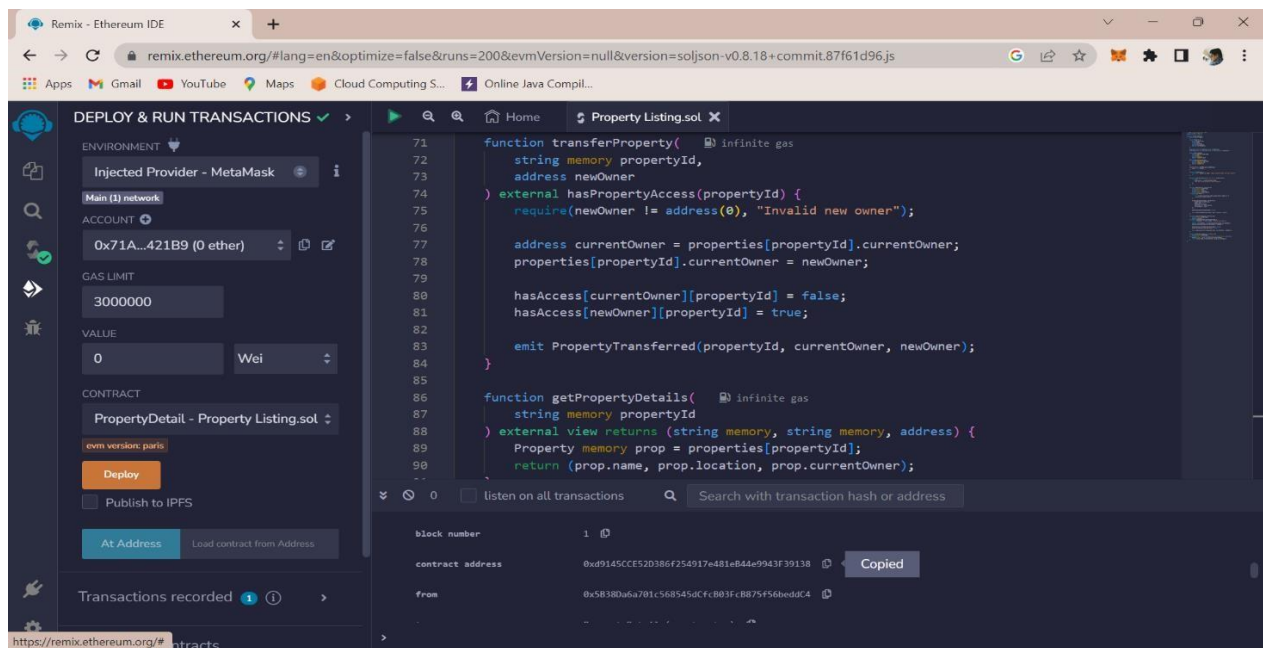 Remix - Ethereum IDE
remix.ethereum.org/#lang=en&optimize=false&runs=200&evmVersion=null&version=soljson-v0.8.18+commit.87f61d96.js
Apps Gmail YouTube Maps Cloud Computing S... Online Java Compil...
DEPLOY & RUN TRANSACTIONS
ENVIRONMENT
Injected Provider - MetaMask
Main (1) network
ACCOUNT
0x71A...421B9 (0 ether)
GAS LIMIT
3000000
VALUE
0 Wei
CONTRACT
PropertyDetail - Property Listing.sol
evm version: paris
Deploy
Publish to IPFS
At Address Load contract from Address
Transactions recorded 1 i
https://remix.ethereum.org/#
Home Property Listing.sol
71 function transferProperty( infinite gas
72 string memory propertyId,
73 address newOwner
74 ) external hasPropertyAccess(propertyId) {
75 require(newOwner != address(0), "Invalid new owner");
76
77 address currentOwner = properties[propertyId].currentOwner;
78 properties[propertyId].currentOwner = newOwner;
79
80 hasAccess[currentOwner][propertyId] = false;
81 hasAccess[newOwner][propertyId] = true;
82
83 emit PropertyTransferred(propertyId, currentOwner, newOwner);
84 }
85
86 function getPropertyDetails( infinite gas
87 string memory propertyId
88 ) external view returns (string memory, string memory, address) {
89 Property memory prop = properties[propertyId];
90 return (prop.name, prop.location, prop.currentOwner);
0 listen on all transactions Search with transaction hash or address
block number 1
contract address 0xd9145CCE52D386f254917e481eB44e9943F39138 Copied
from 0x5B38Da6a701c568545dCfcB03FcB875f56beddC4
>